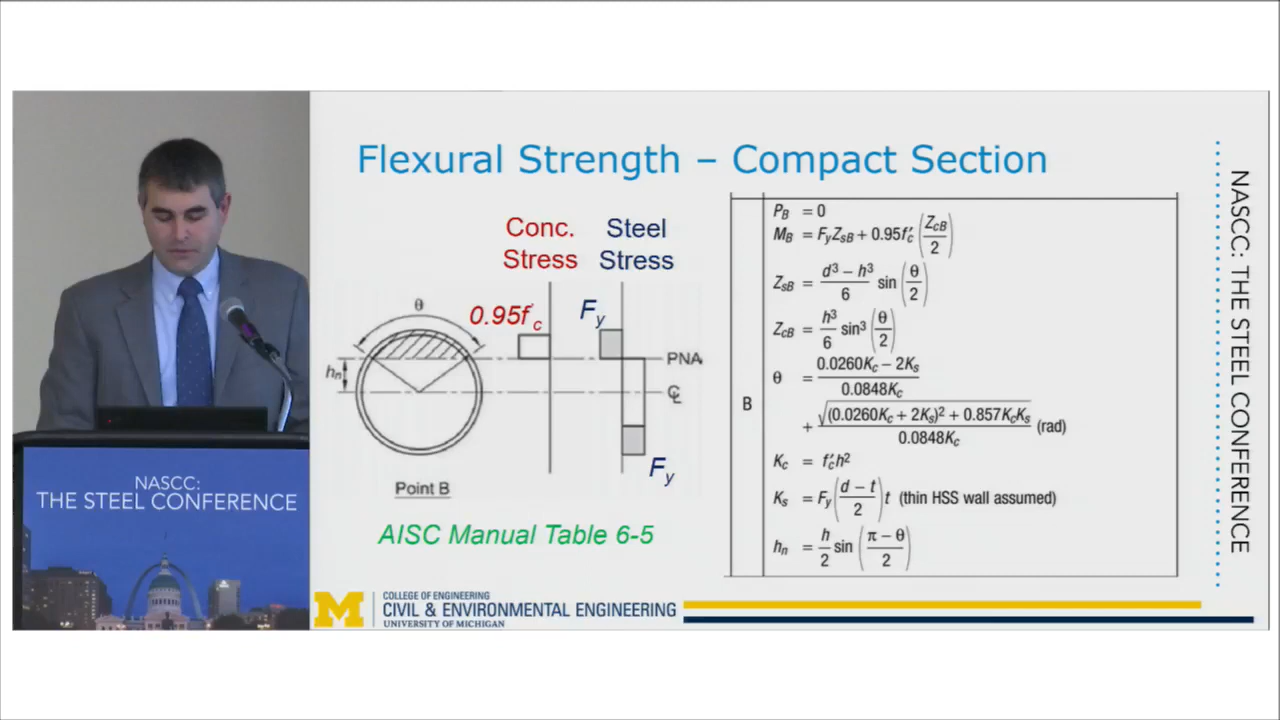 Flexural Strength – Compact Section
Conc.
Stress
Steel
Stress
θ
0.95f′c
Fy
PNA
hn
℄
Fy
Point B
AISC Manual Table 6-5
B
PB = 0
MB = FyZsB + 0.95f′c (ZcB/2)
ZsB = (d³ – h³)/6 sin (θ/2)
ZcB = h³/6 sin³ (θ/2)
θ = (0.0260Kc – 2Ks)/0.0848Kc
+ √((0.0260Kc + 2Ks)² + 0.857KcKs)/0.0848Kc (rad)
Kc = f′ch²
Ks = Fy ((d – t)/2) t (thin HSS wall assumed)
hn = h/2 sin ((π – θ)/2)
NASCC: THE STEEL CONFERENCE
NASCC:
THE STEEL CONFERENCE
M
COLLEGE OF ENGINEERING
CIVIL & ENVIRONMENTAL ENGINEERING
UNIVERSITY OF MICHIGAN